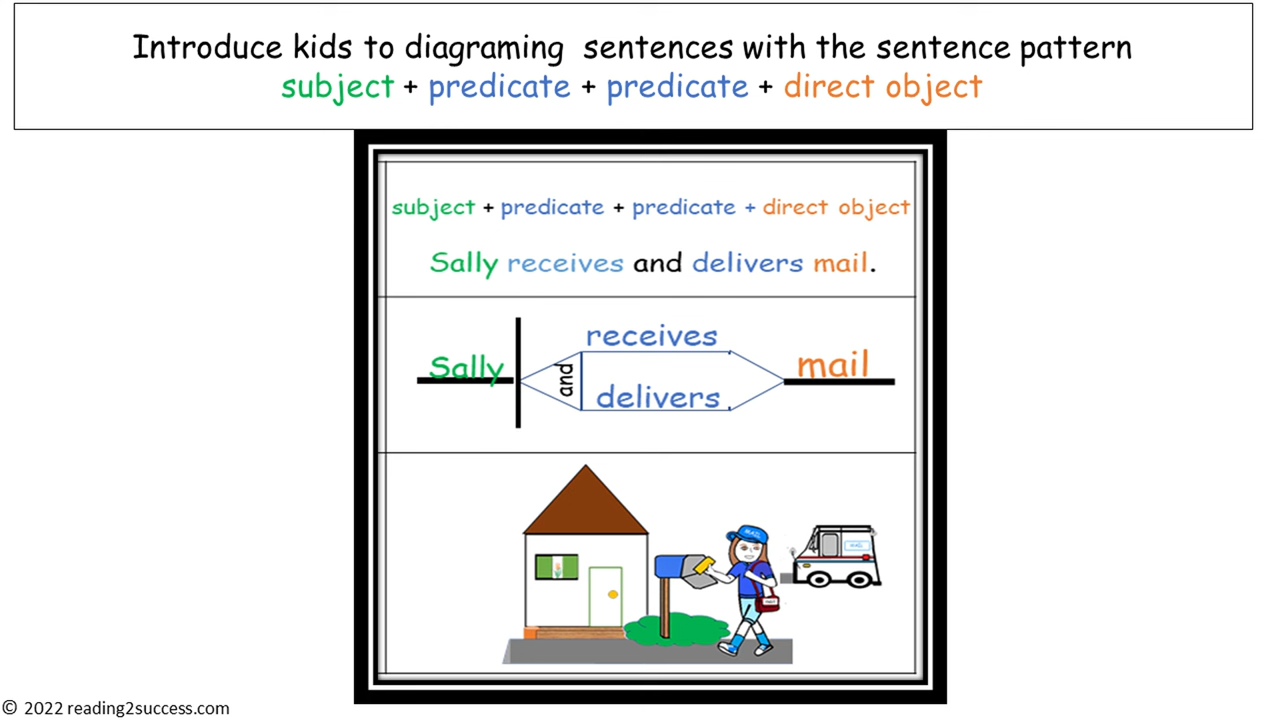 Introduce kids to diagraming sentences with the sentence pattern
subject + predicate + predicate + direct object
subject + predicate + predicate + direct object
Sally receives and delivers mail.
receives
Sally and mail
delivers
MAIL
© 2022 reading2success.com